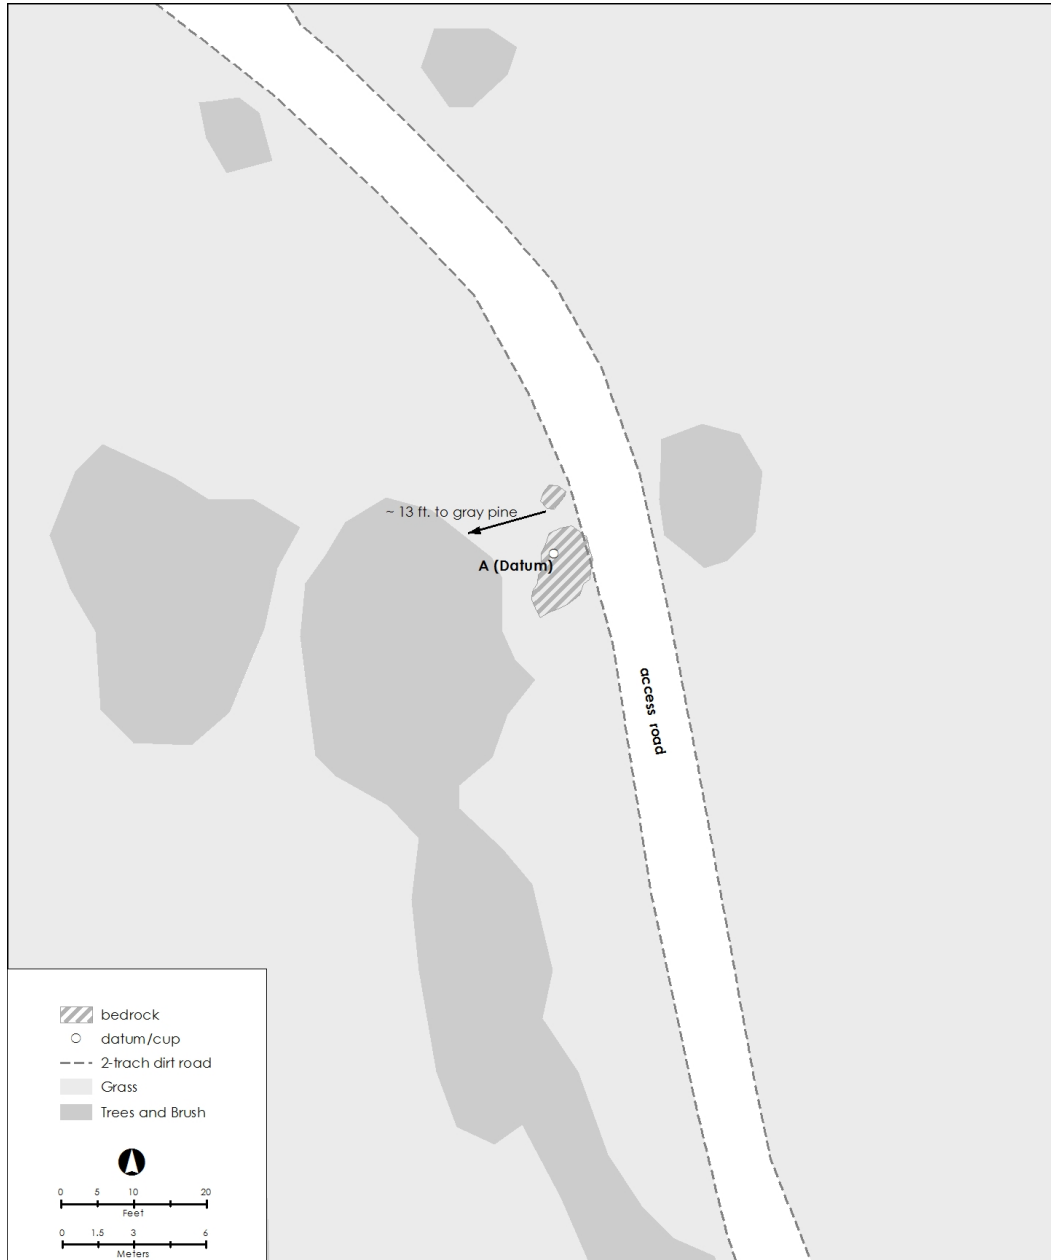 ~ 13 ft. to gray pine
A (Datum)
access road
bedrock
datum/cup
2-trach dirt road
Grass
Trees and Brush
0 5 10 20
Feet
0 1.5 3 6
Meters